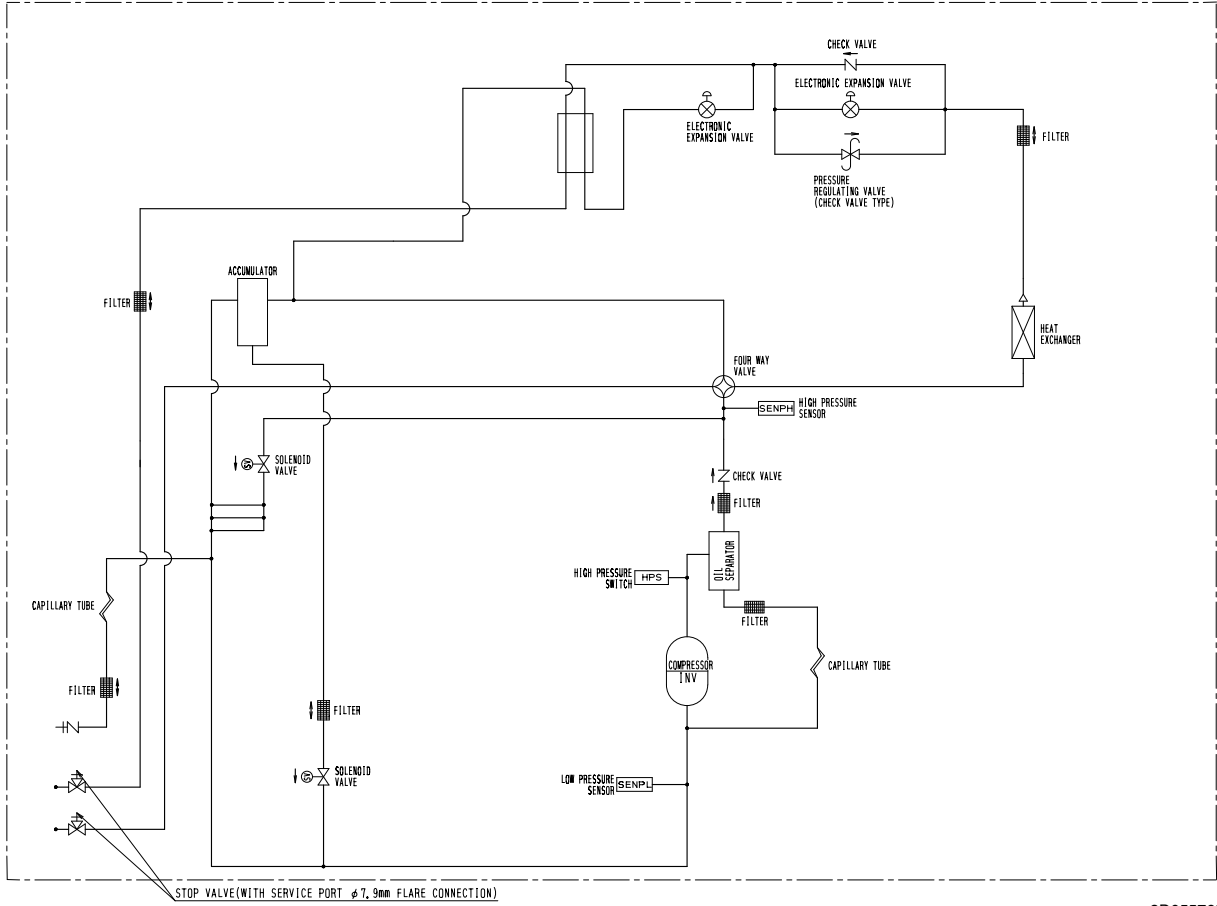 CHECK VALVE
ELECTRONIC EXPANSION VALVE
ELECTRONIC
EXPANSION VALVE
FILTER
PRESSURE
REGULATING VALVE
(CHECK VALVE TYPE)
ACCUMULATOR
FILTER
HEAT
EXCHANGER
FOUR WAY
VALVE
SENPH
HIGH PRESSURE
SENSOR
SV
SOLENOID
VALVE
CHECK VALVE
FILTER
OIL
SEPARATOR
HIGH PRESSURE
SWITCH
HPS
CAPILLARY TUBE
FILTER
COMPRESSOR
INV
CAPILLARY TUBE
FILTER
FILTER
SV
SOLENOID
VALVE
LOW PRESSURE
SENSOR
SENPL
STOP VALVE(WITH SERVICE PORT φ7.9mm FLARE CONNECTION)